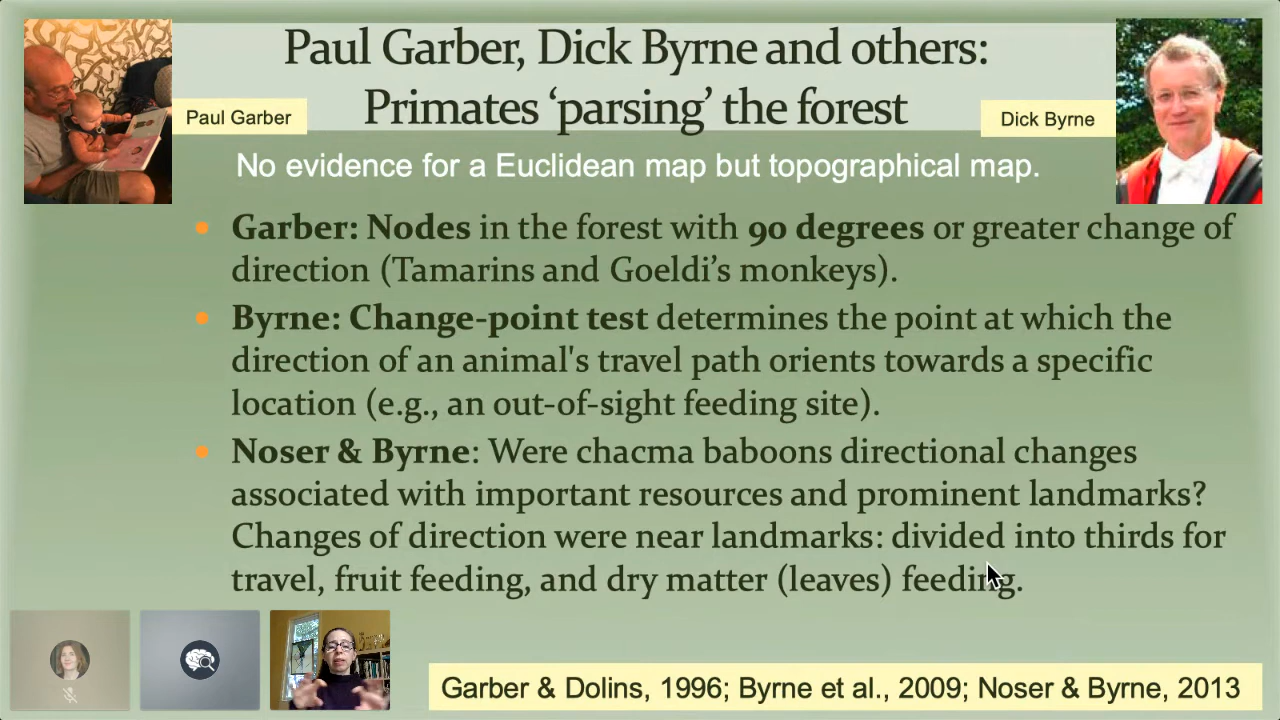 Paul Garber, Dick Byrne and others:
Primates ‘parsing’ the forest
Paul Garber
Dick Byrne
No evidence for a Euclidean map but topographical map.
• Garber: Nodes in the forest with 90 degrees or greater change of
direction (Tamarins and Goeldi’s monkeys).
• Byrne: Change-point test determines the point at which the
direction of an animal's travel path orients towards a specific
location (e.g., an out-of-sight feeding site).
• Noser & Byrne: Were chacma baboons directional changes
associated with important resources and prominent landmarks?
Changes of direction were near landmarks: divided into thirds for
travel, fruit feeding, and dry matter (leaves) feeding.
Garber & Dolins, 1996; Byrne et al., 2009; Noser & Byrne, 2013